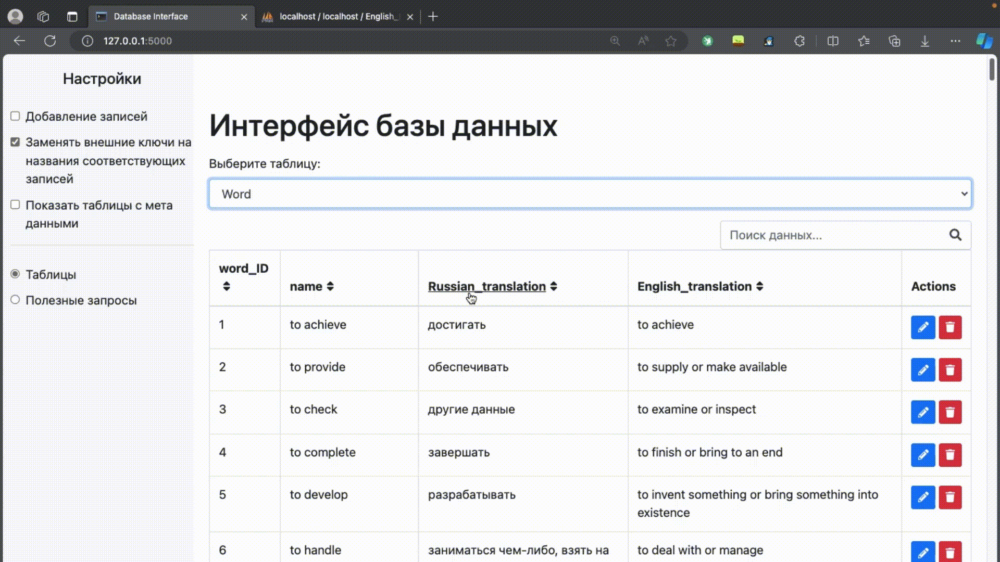 Database Interface
localhost / localhost / English_
127.0.0.1:5000
Настройки
Добавление записей
Заменять внешние ключи на
названия соответствующих
записей
Показать таблицы с мета
данными
Таблицы
Полезные запросы
Интерфейс базы данных
Выберите таблицу:
Word
Поиск данных...
word_ID name Russian_translation English_translation Actions
1 to achieve достигать to achieve
2 to provide обеспечивать to supply or make available
3 to check другие данные to examine or inspect
4 to complete завершать to finish or bring to an end
5 to develop разрабатывать to invent something or bring something into
existence
6 to handle заниматься чем-либо, взять на to deal with or manage